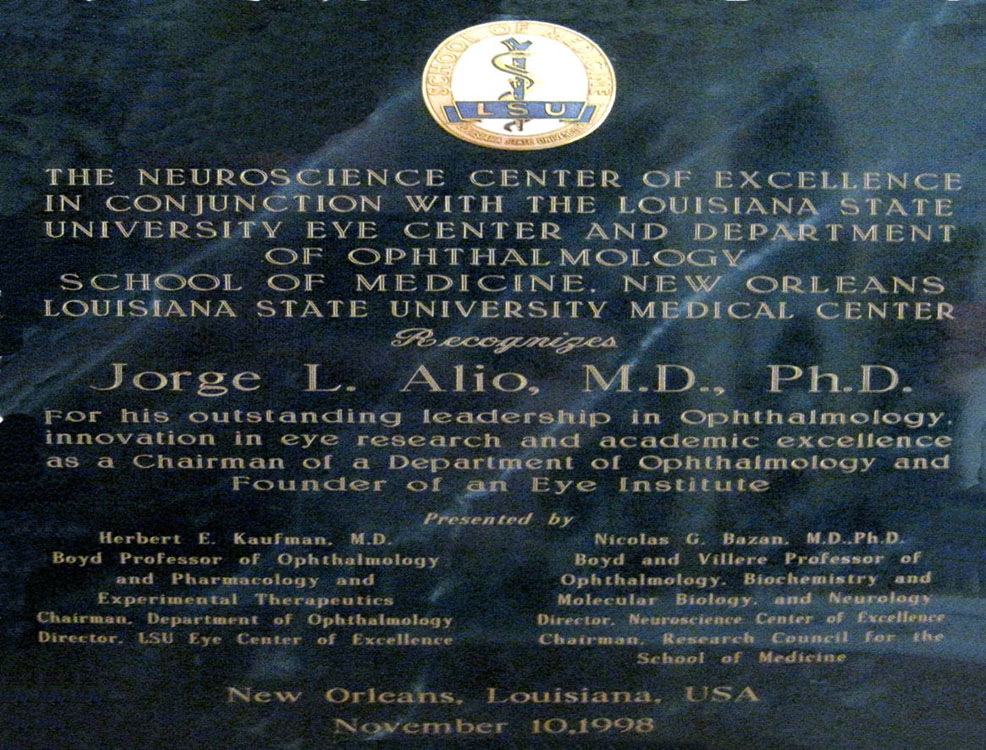 SCHOOL OF MEDICINE
LSU
THE NEUROSCIENCE CENTER OF EXCELLENCE
IN CONJUNCTION WITH THE LOUISIANA STATE
UNIVERSITY EYE CENTER AND DEPARTMENT
OF OPHTHALMOLOGY
SCHOOL OF MEDICINE. NEW ORLEANS
LOUISIANA STATE UNIVERSITY MEDICAL CENTER
Recognizes
Jorge L. Alio, M.D., Ph.D.
For his outstanding leadership in Ophthalmology.
innovation in eye research and academic excellence
as a Chairman of a Department of Ophthalmology and
Founder of an Eye Institute
Presented by
Herbert E. Kaufman, M.D.
Boyd Professor of Ophthalmology
and Pharmacology and
Experimental Therapeutics
Chairman, Department of Ophthalmology
Director, LSU Eye Center of Excellence
Nicolas G. Bazan, M.D.,Ph.D.
Boyd and Villere Professor of
Ophthalmology, Biochemistry and
Molecular Biology, and Neurology
Director, Neuroscience Center of Excellence
Chairman, Research Council for the
School of Medicine
New Orleans, Louisiana, USA
November 10,1998